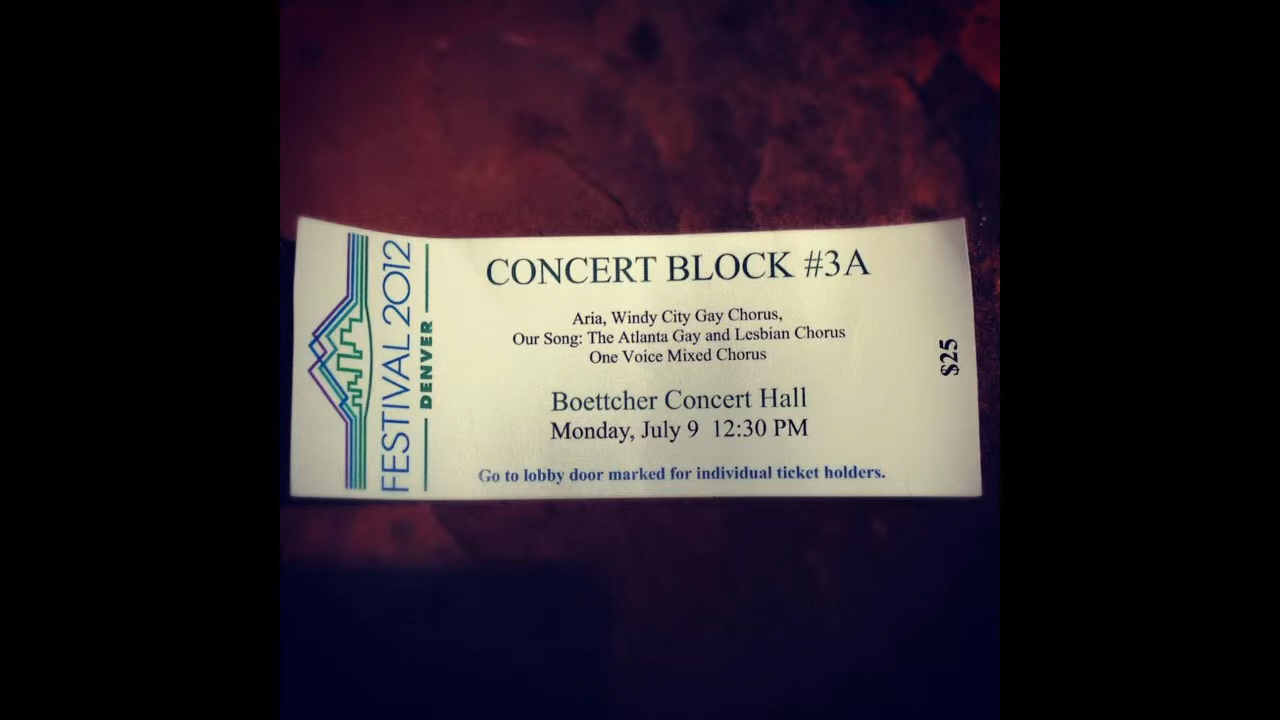 FESTIVAL 2012
DENVER
CONCERT BLOCK #3A
Aria, Windy City Gay Chorus,
Our Song: The Atlanta Gay and Lesbian Chorus
One Voice Mixed Chorus
Boettcher Concert Hall
Monday, July 9 12:30 PM
Go to lobby door marked for individual ticket holders.
$25